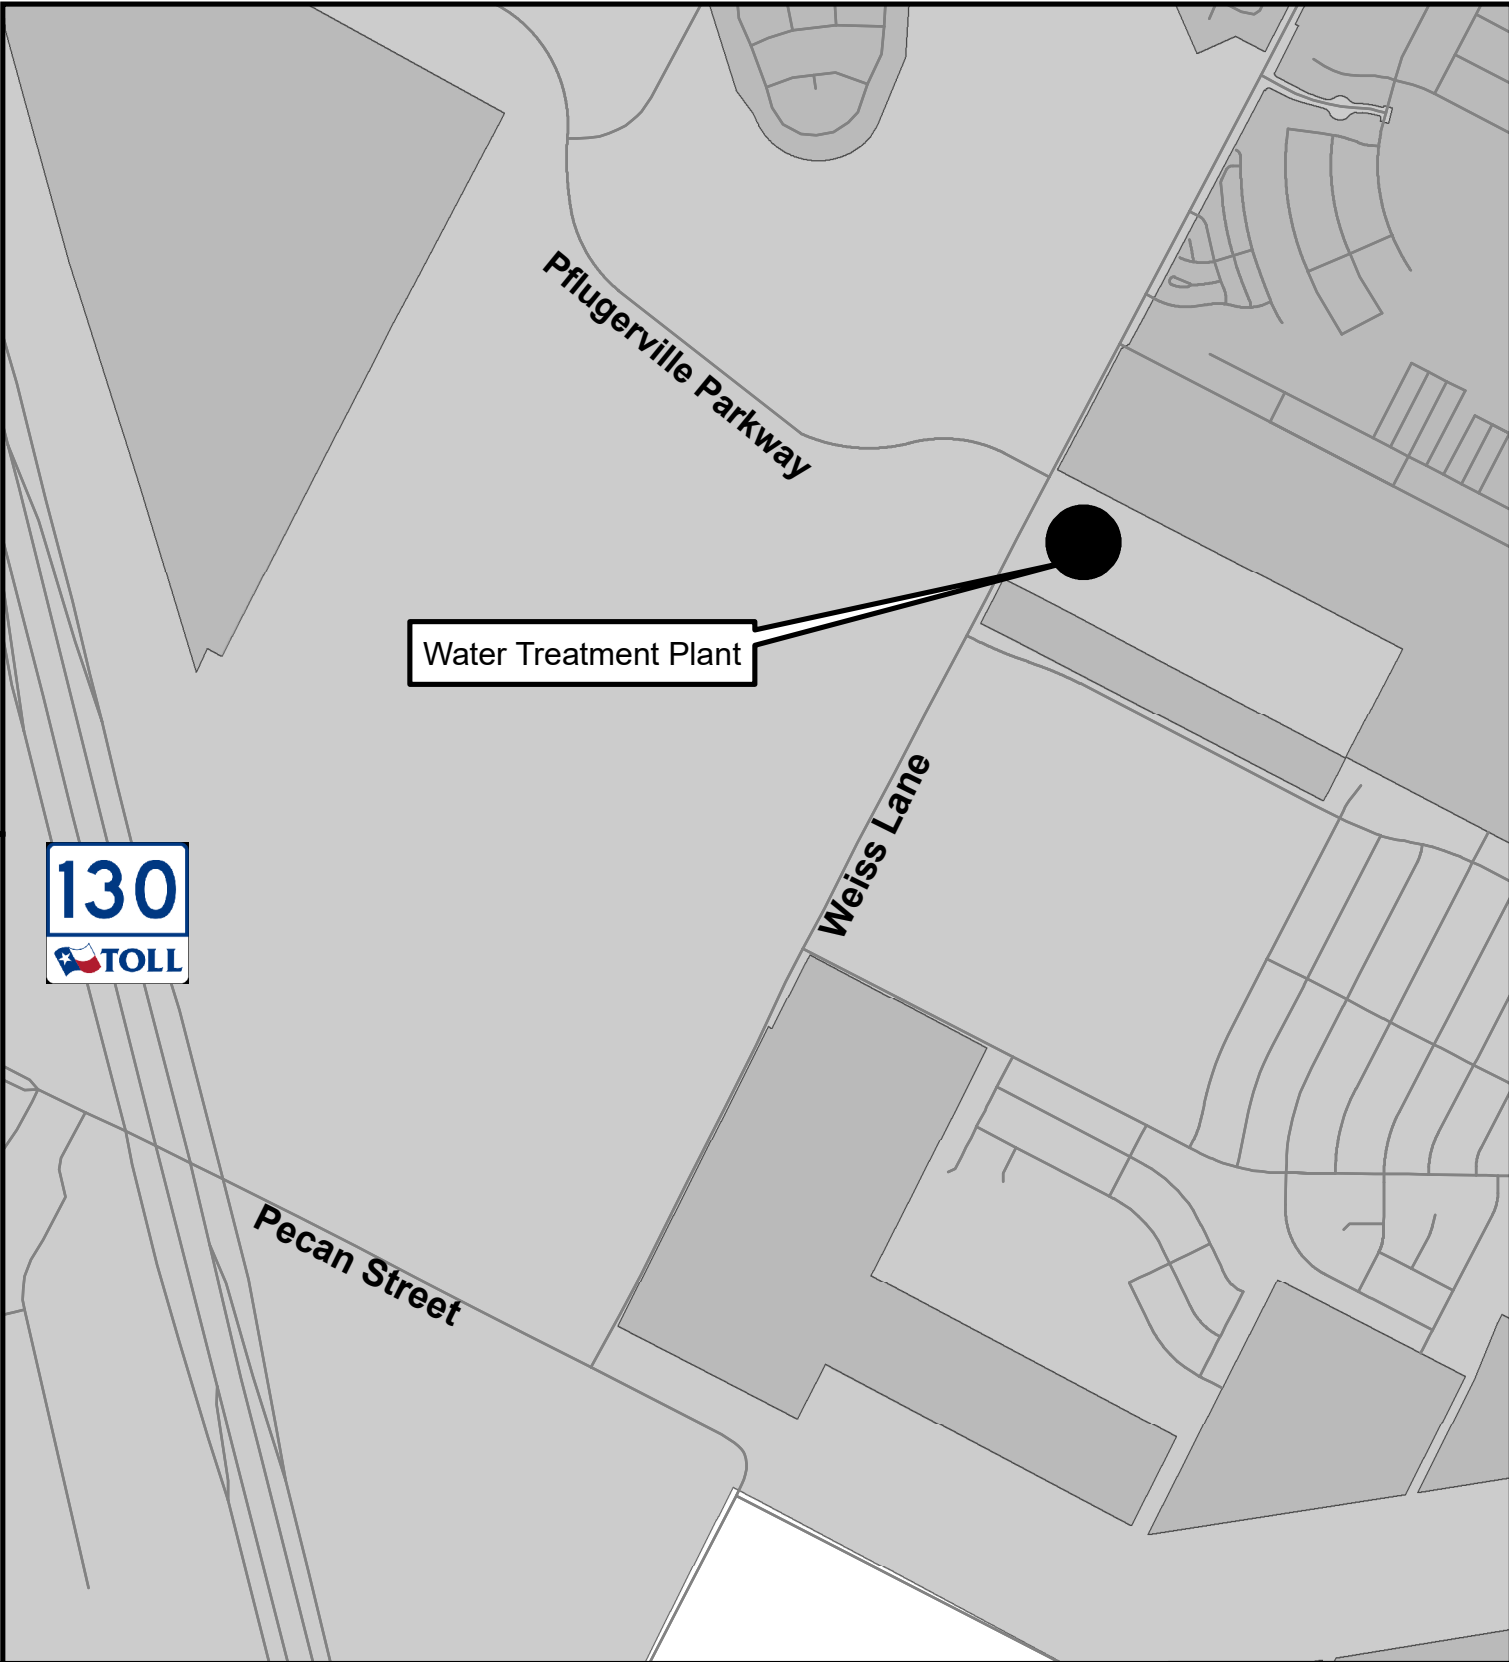 Pflugerville Parkway
Water Treatment Plant
Weiss Lane
130
TOLL
Pecan Street